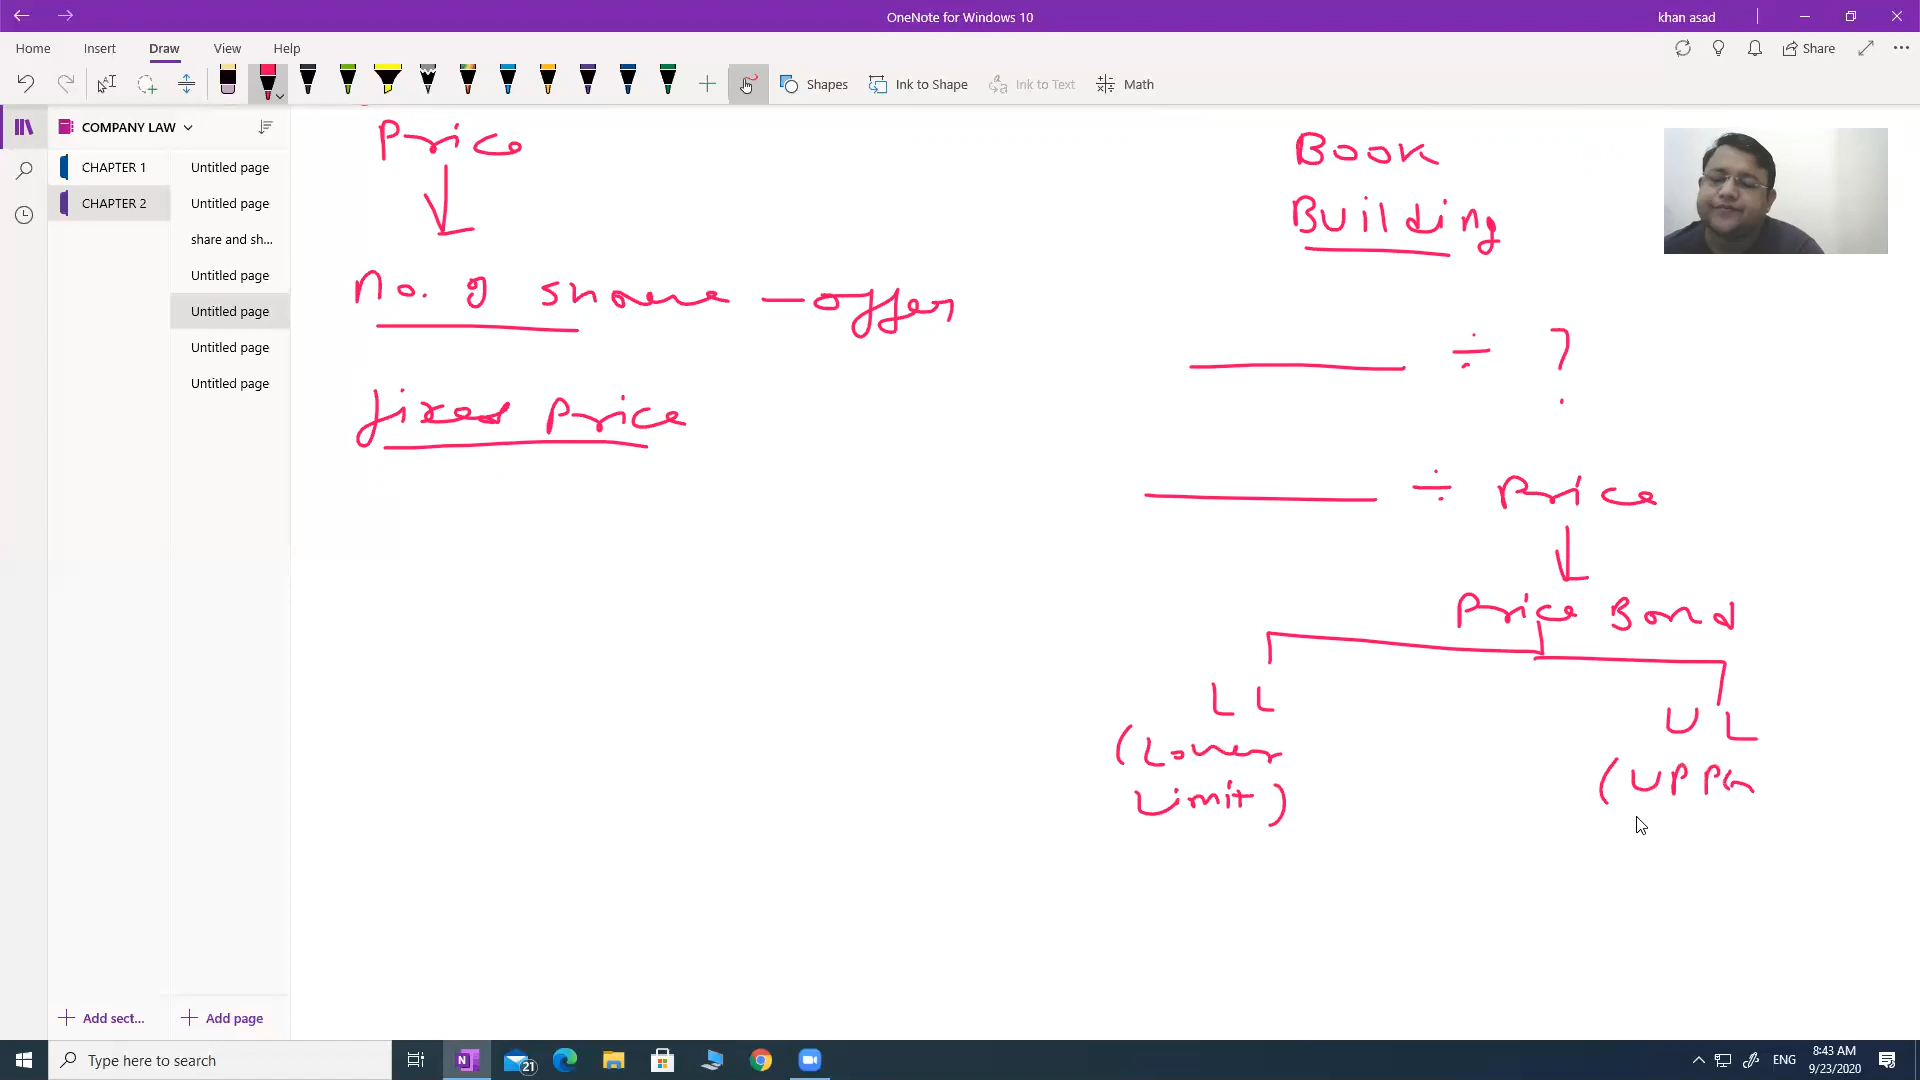 OneNote for Windows 10
khan asad
Home Insert Draw View Help
Share
Shapes
Ink to Shape
Ink to Text
Math
COMPANY LAW
CHAPTER 1
CHAPTER 2
Untitled page
Untitled page
share and sh...
Untitled page
Untitled page
Untitled page
Untitled page
Add sect...
Add page
Price
No. of share — offer
fixed Price
Book
Building
÷ ?
÷ Price
Price Band
LL
(Lower
Limit)
UL
(UPPer
Type here to search
21
ENG
8:43 AM
9/23/2020